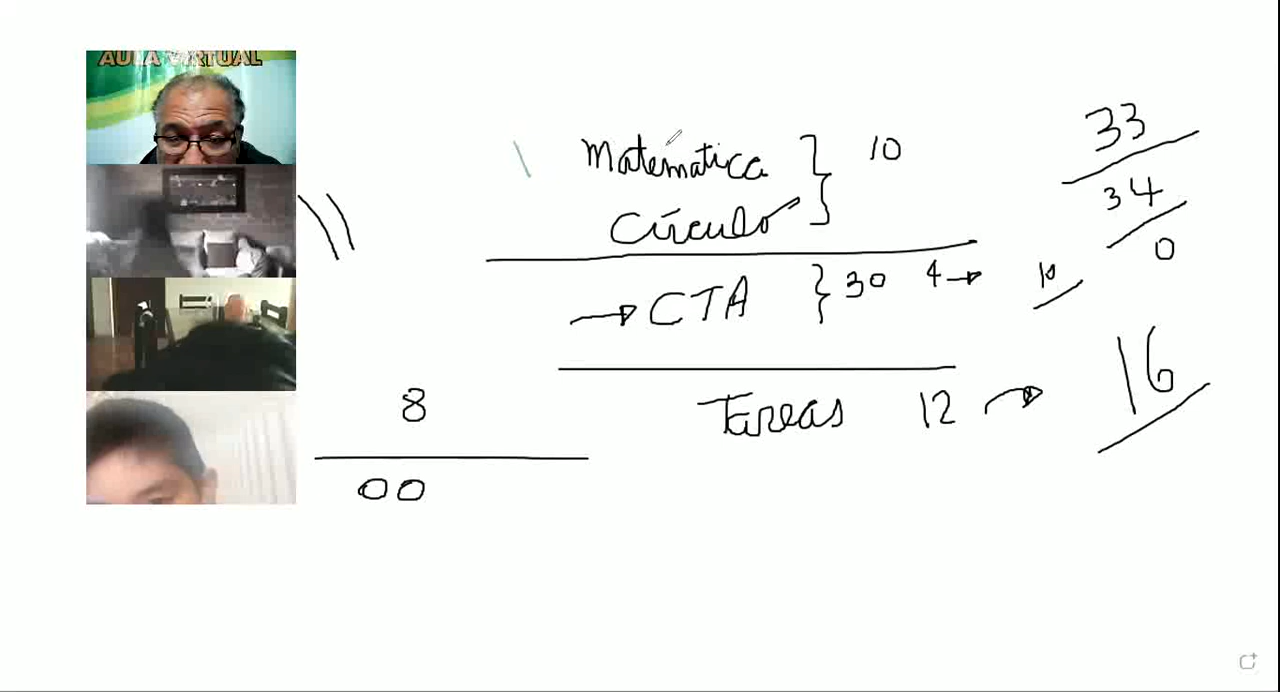 AULA VIRTUAL
Matemática } 10
Círculo
33
34
0
→ CTA } 30 4 → 10
16
8
Tareas 12 →
00